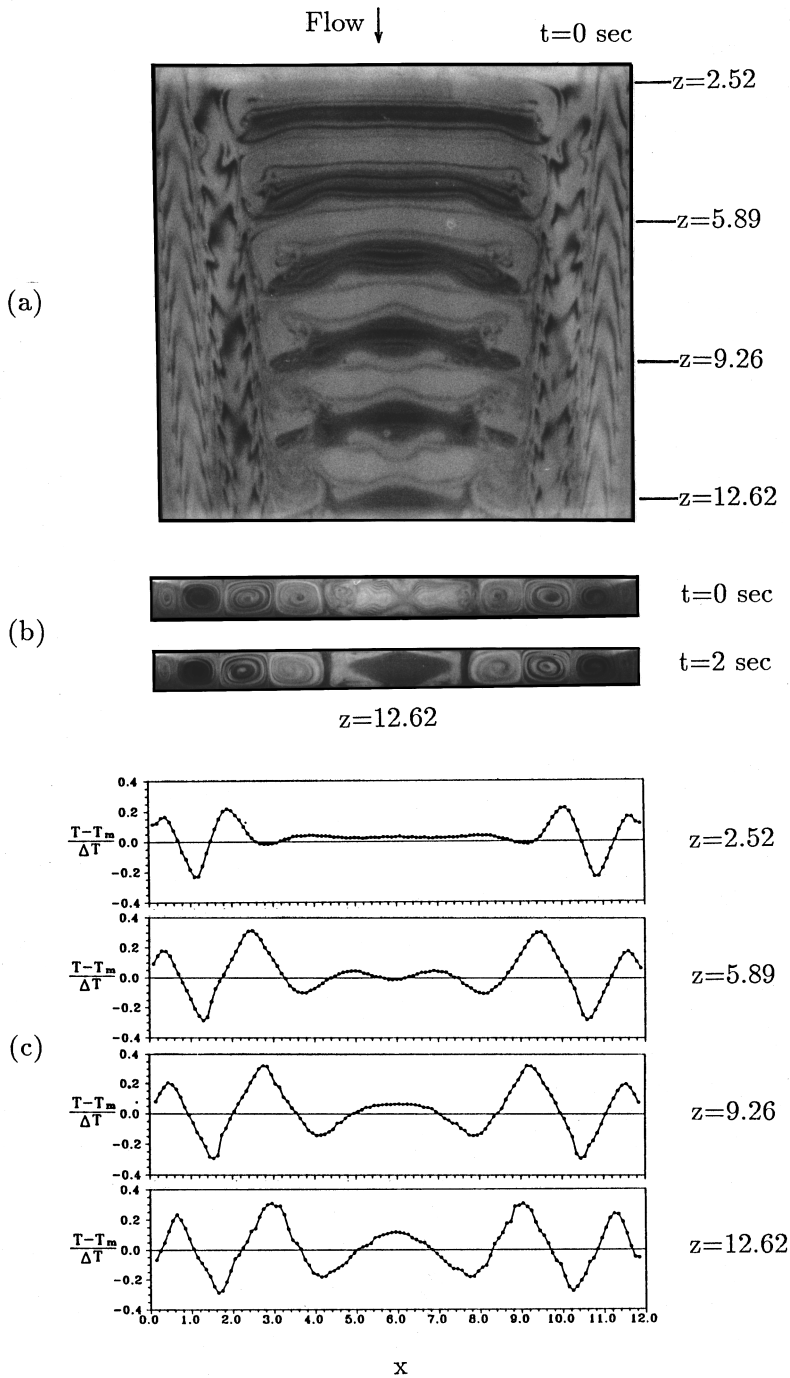 Flow ↓
t=0 sec
z=2.52
z=5.89
(a)
z=9.26
z=12.62
t=0 sec
(b)
t=2 sec
z=12.62
0.4
0.2
T−Tm
ΔT
0.0
-0.2
-0.4
z=2.52
0.4
0.2
T−Tm
ΔT
0.0
-0.2
-0.4
z=5.89
(c)
0.4
0.2
T−Tm
ΔT
0.0
-0.2
-0.4
z=9.26
0.4
0.2
T−Tm
ΔT
0.0
-0.2
-0.4
z=12.62
0.0 1.0 2.0 3.0 4.0 5.0 6.0 7.0 8.0 9.0 10.0 11.0 12.0
x